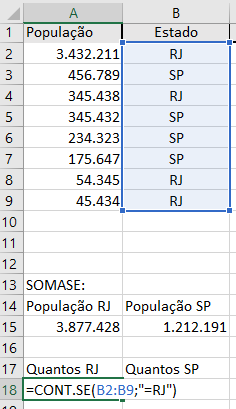 A B
1 População Estado
2 3.432.211 RJ
3 456.789 SP
4 345.438 RJ
5 345.432 SP
6 234.323 SP
7 175.647 SP
8 54.345 RJ
9 45.434 RJ
10
11
12
13 SOMASE:
14 População RJ População SP
15 3.877.428 1.212.191
16
17 Quantos RJ Quantos SP
18 =CONT.SE(B2:B9;"=RJ")